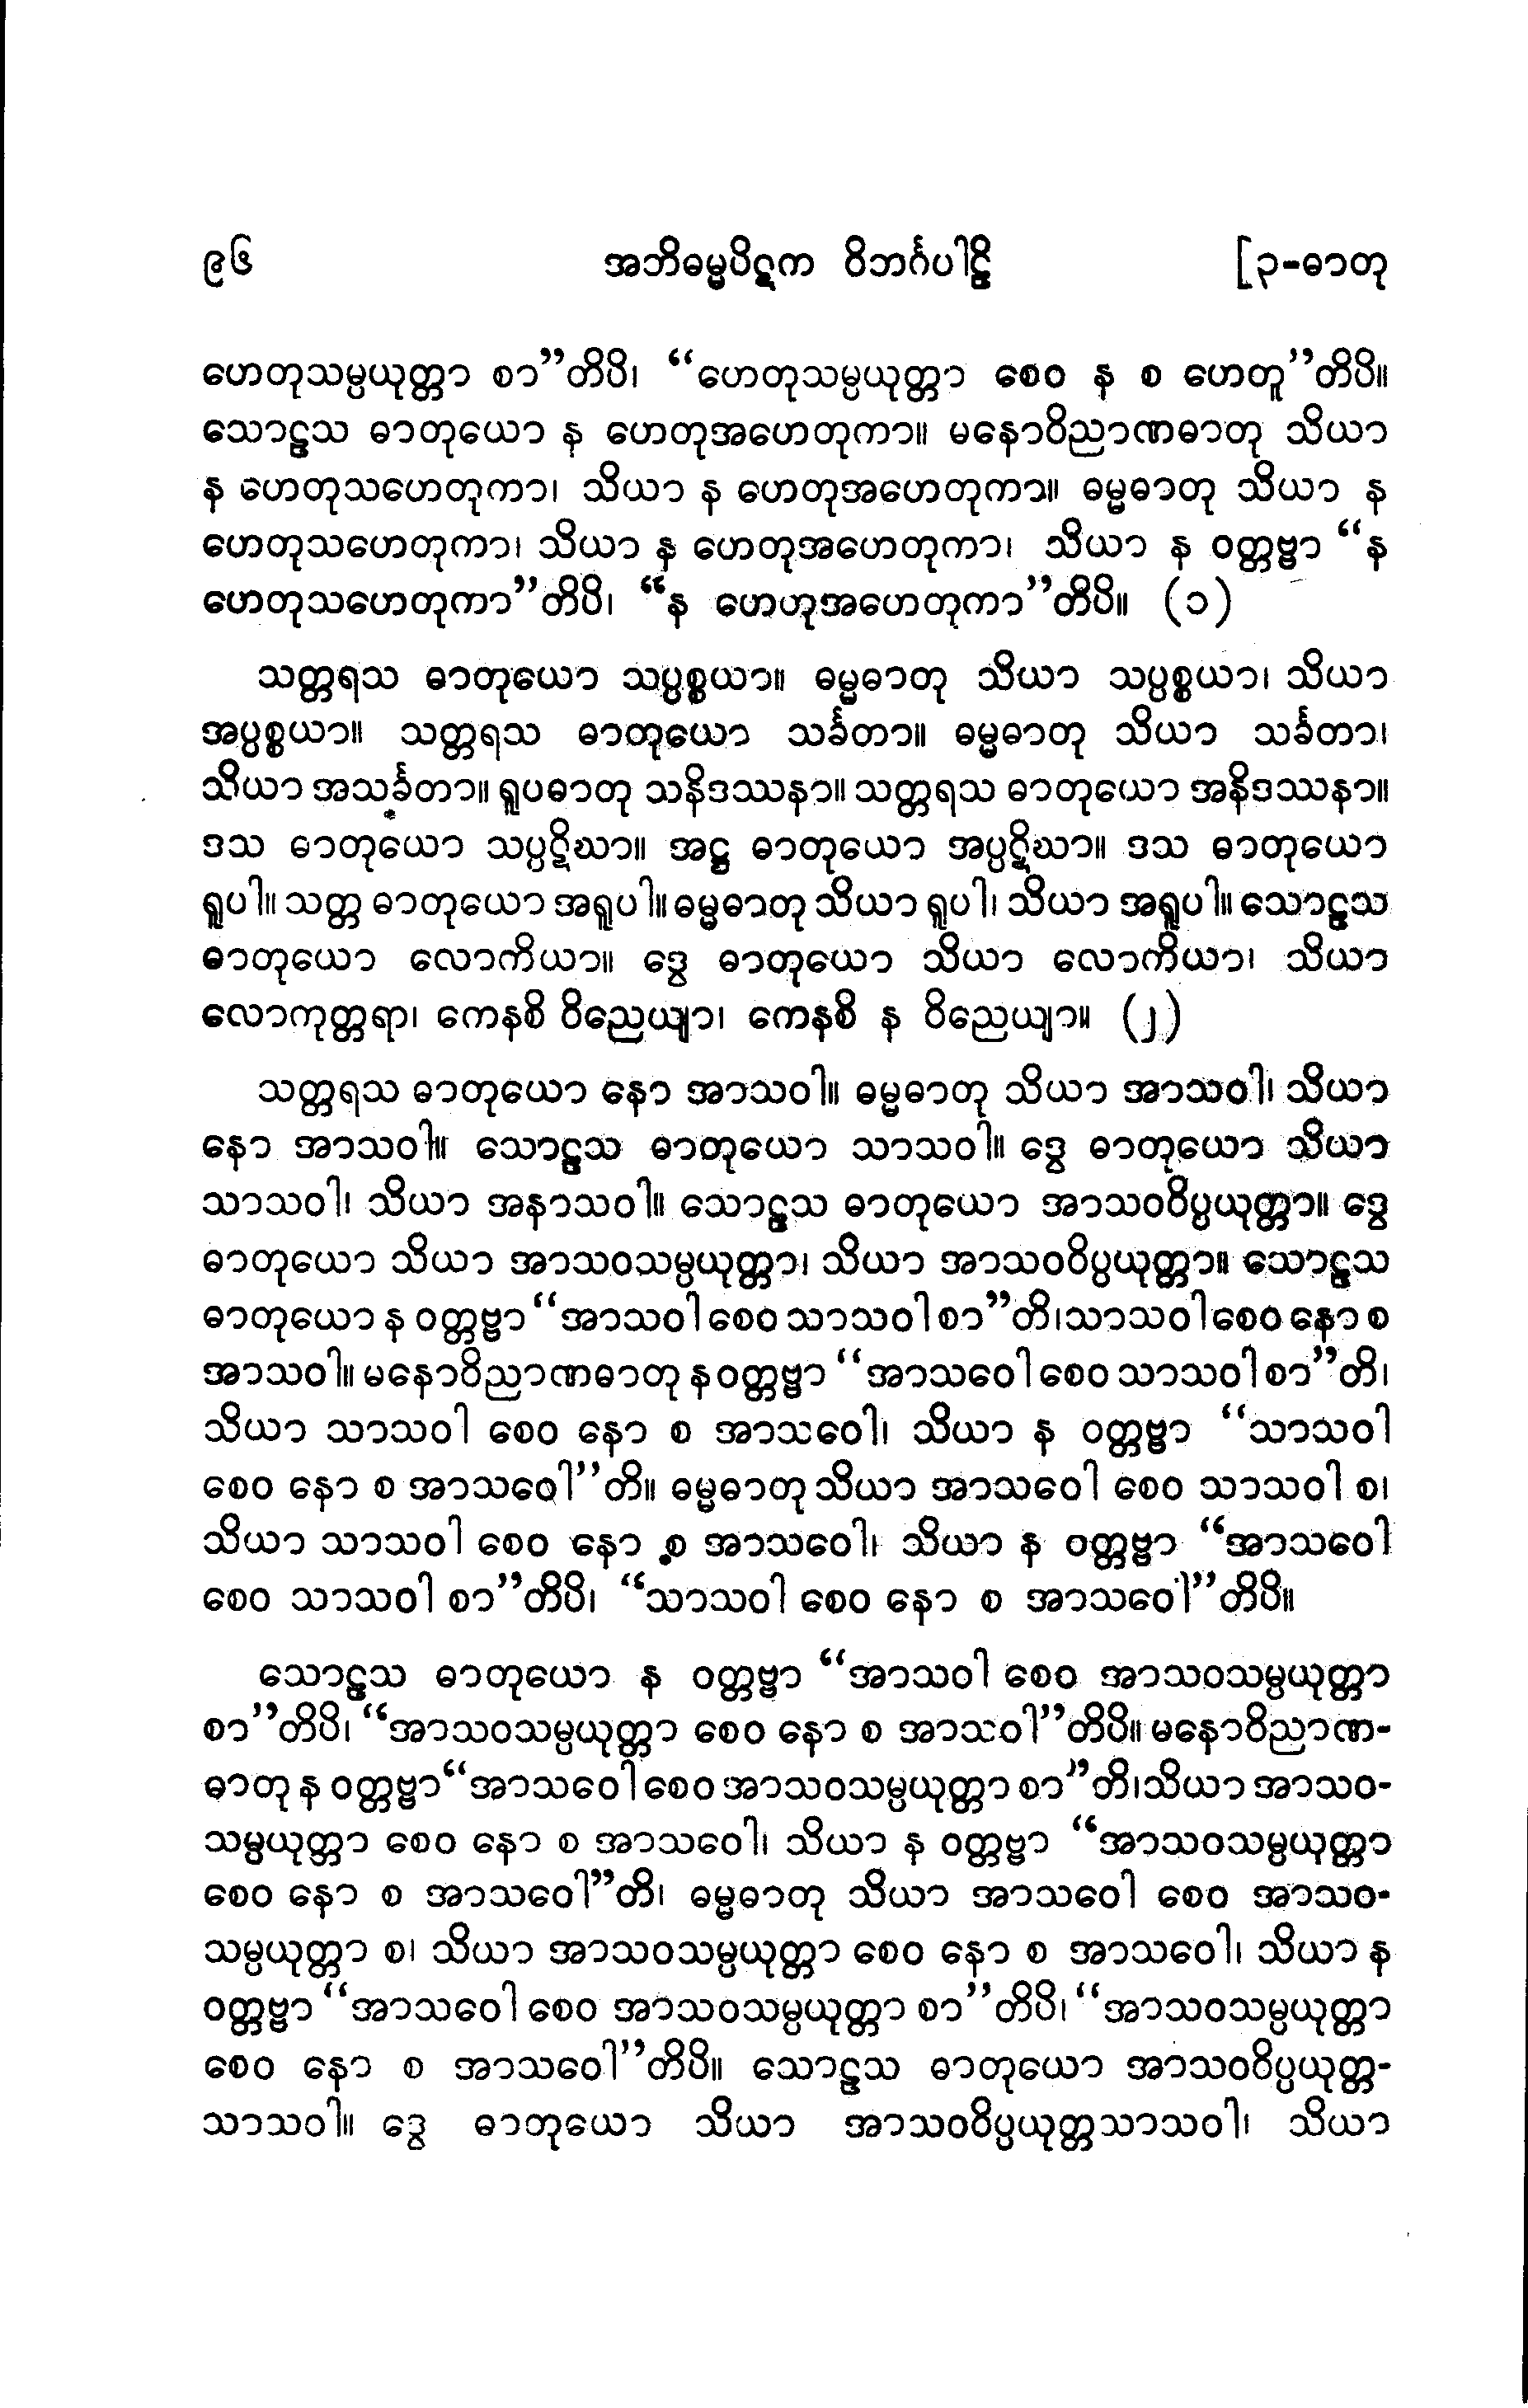 ၉၆ အဘိဓမ္မပိဋက ဝိဘင်္ဂပါဠိ [၃-ဓာတု
ဟေတုသမ္ပယုတ္တာ စာ”တိပိ၊ “ဟေတုသမ္ပယုတ္တာ စေဝ န စ ဟေတူ”တိပိ။
သောဠသ ဓာတုယော န ဟေတုအဟေတုကာ။ မနောဝိညာဏဓာတု သိယာ
န ဟေတုသဟေတုကာ၊ သိယာ န ဟေတုအဟေတုကာ။ ဓမ္မဓာတု သိယာ န
ဟေတုသဟေတုကာ၊ သိယာ န ဟေတုအဟေတုကာ၊ သိယာ န ဝတ္တဗ္ဗာ “န
ဟေတုသဟေတုကာ”တိပိ၊ “န ဟေဟုအဟေတုကာ”တိပိ။ (၁)
သတ္တရသ ဓာတုယော သပ္ပစ္စယာ။ ဓမ္မဓာတု သိယာ သပ္ပစ္စယာ၊ သိယာ
အပ္ပစ္စယာ။ သတ္တရသ ဓာတုယော သင်္ခတာ။ ဓမ္မဓာတု သိယာ သင်္ခတာ၊
သိယာ အသင်္ခတာ။ ရူပဓာတု သနိဒဿနာ။ သတ္တရသ ဓာတုယော အနိဒဿနာ။
ဒသ ဓာတုယော သပ္ပဋိဃာ။ အဋ္ဌ ဓာတုယော အပ္ပဋိဃာ။ ဒသ ဓာတုယော
ရူပါ။ သတ္တ ဓာတုယော အရူပါ။ ဓမ္မဓာတု သိယာ ရူပါ၊ သိယာ အရူပါ။ သောဠသ
ဓာတုယော လောကိယာ။ ဒွေ ဓာတုယော သိယာ လောကိယာ၊ သိယာ
လောကုတ္တရာ၊ ကေနစိ ဝိညေယျာ၊ ကေနစိ န ဝိညေယျာ။ (၂)
သတ္တရသ ဓာတုယော နော အာသဝါ။ ဓမ္မဓာတု သိယာ အာသဝါ၊ သိယာ
နော အာသဝါ။ သောဠသ ဓာတုယော သာသဝါ။ ဒွေ ဓာတုယော သိယာ
သာသဝါ၊ သိယာ အနာသဝါ။ သောဠသ ဓာတုယော အာသဝဝိပ္ပယုတ္တာ။ ဒွေ
ဓာတုယော သိယာ အာသဝသမ္ပယုတ္တာ၊ သိယာ အာသဝဝိပ္ပယုတ္တာ။ သောဠသ
ဓာတုယော န ဝတ္တဗ္ဗာ “အာသဝါ စေဝ သာသဝါ စာ”တိ၊ သာသဝါ စေဝ နော စ
အာသဝါ။ မနောဝိညာဏဓာတု န ဝတ္တဗ္ဗာ “အာသဝေါ စေဝ သာသဝါ စာ”တိ၊
သိယာ သာသဝါ စေဝ နော စ အာသဝေါ၊ သိယာ န ဝတ္တဗ္ဗာ “သာသဝါ
စေဝ နော စ အာသဝေါ”တိ။ ဓမ္မဓာတု သိယာ အာသဝေါ စေဝ သာသဝါ စ၊
သိယာ သာသဝါ စေဝ နော စ အာသဝေါ၊ သိယာ န ဝတ္တဗ္ဗာ “အာသဝေါ
စေဝ သာသဝါ စာ”တိပိ၊ “သာသဝါ စေဝ နော စ အာသဝေါ”တိပိ။
သောဠသ ဓာတုယော န ဝတ္တဗ္ဗာ “အာသဝါ စေဝ အာသဝသမ္ပယုတ္တာ
စာ”တိပိ၊ “အာသဝသမ္ပယုတ္တာ စေဝ နော စ အာသဝါ”တိပိ။ မနောဝိညာဏ-
ဓာတု န ဝတ္တဗ္ဗာ “အာသဝေါ စေဝ အာသဝသမ္ပယုတ္တာ စာ”တိ၊ သိယာ အာသဝ-
သမ္ပယုတ္တာ စေဝ နော စ အာသဝေါ၊ သိယာ န ဝတ္တဗ္ဗာ “အာသဝသမ္ပယုတ္တာ
စေဝ နော စ အာသဝေါ”တိ၊ ဓမ္မဓာတု သိယာ အာသဝေါ စေဝ အာသဝ-
သမ္ပယုတ္တာ စ၊ သိယာ အာသဝသမ္ပယုတ္တာ စေဝ နော စ အာသဝေါ၊ သိယာ န
ဝတ္တဗ္ဗာ “အာသဝေါ စေဝ အာသဝသမ္ပယုတ္တာ စာ”တိပိ၊ “အာသဝသမ္ပယုတ္တာ
စေဝ နော စ အာသဝေါ”တိပိ။ သောဠသ ဓာတုယော အာသဝဝိပ္ပယုတ္တ-
သာသဝါ။ ဒွေ ဓာတုယော သိယာ အာသဝဝိပ္ပယုတ္တသာသဝါ၊ သိယာ